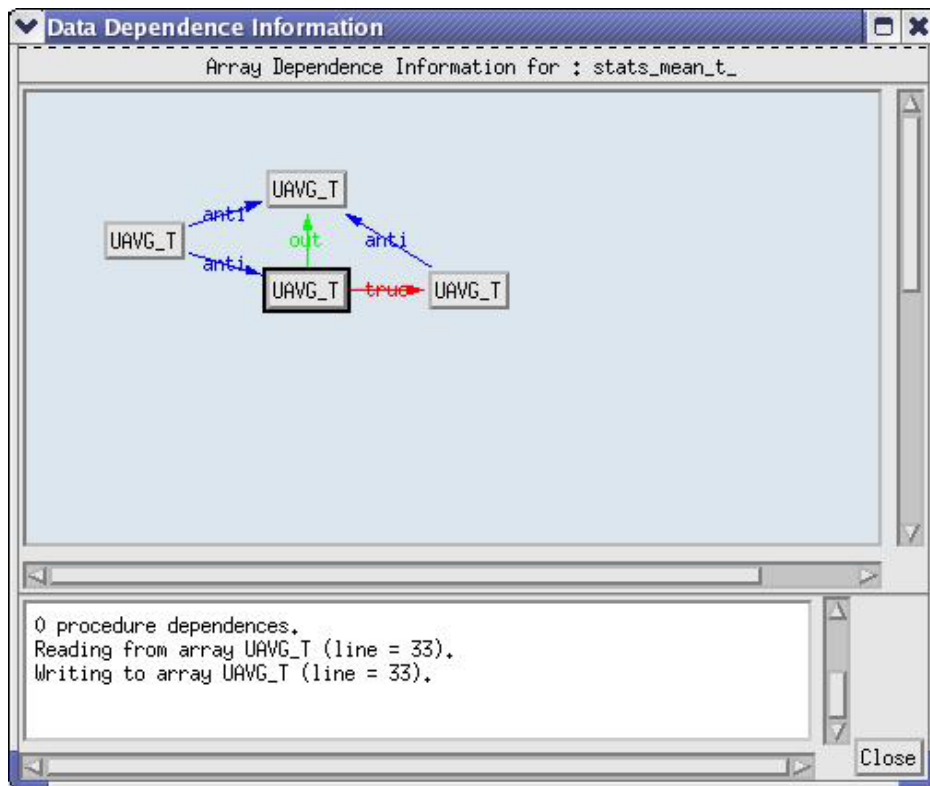 Data Dependence Information
Array Dependence Information for : stats_mean_t_
UAVG_T
anti
UAVG_T
out
anti
anti
UAVG_T
true
UAVG_T
0 procedure dependences.
Reading from array UAVG_T (line = 33).
Writing to array UAVG_T (line = 33).
Close